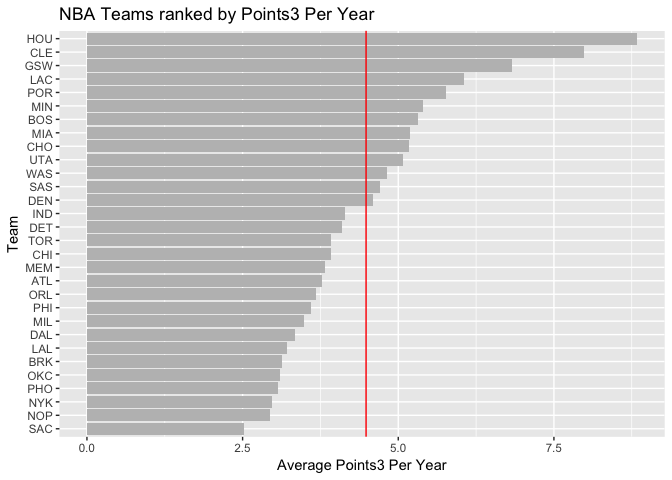 NBA Teams ranked by Points3 Per Year
HOU
CLE
GSW
LAC
POR
MIN
BOS
MIA
CHO
UTA
WAS
SAS
DEN
IND
DET
TOR
CHI
MEM
ATL
ORL
PHI
MIL
DAL
LAL
BRK
OKC
PHO
NYK
NOP
SAC
Team
0.0 2.5 5.0 7.5
Average Points3 Per Year